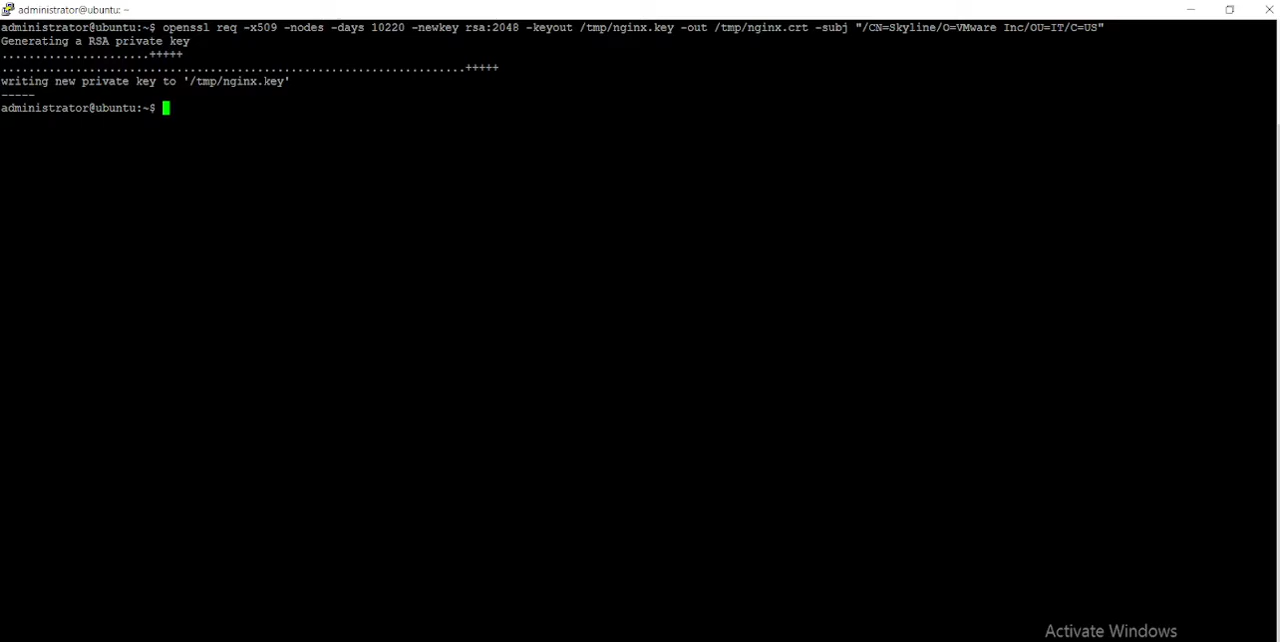 administrator@ubuntu: ~
administrator@ubuntu:~$ openssl req -x509 -nodes -days 10220 -newkey rsa:2048 -keyout /tmp/nginx.key -out /tmp/nginx.crt -subj "/CN=Skyline/O=VMware Inc/OU=IT/C=US"
Generating a RSA private key
......................+++++
.....................................................................+++++
writing new private key to '/tmp/nginx.key'
-----
administrator@ubuntu:~$
Activate Windows